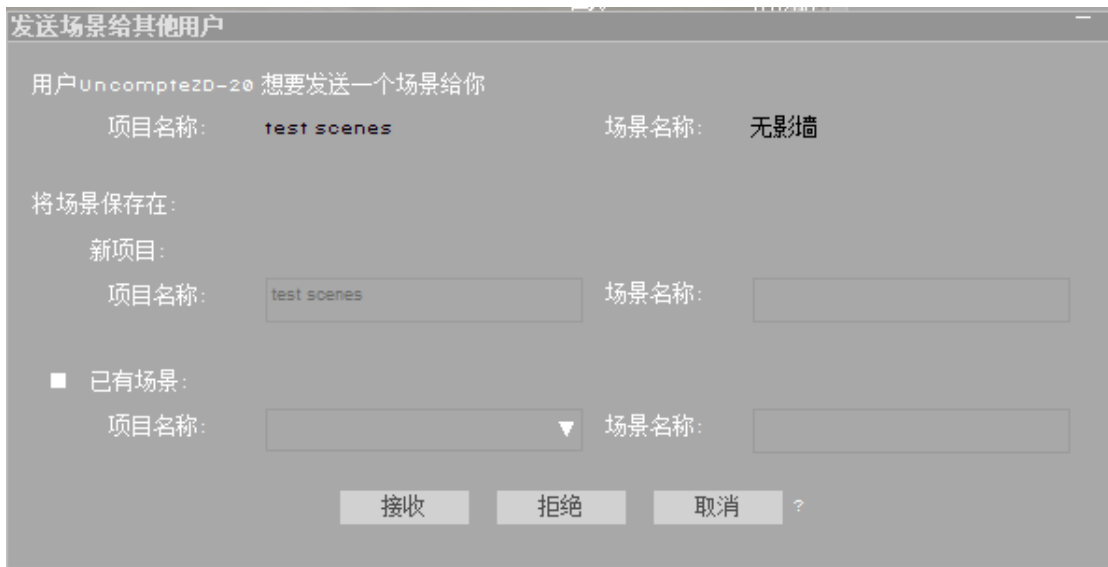 发送场景给其他用户
用户UncompteZD-20 想要发送一个场景给你
项目名称: test scenes 场景名称: 无影墙
将场景保存在:
新项目:
项目名称: test scenes 场景名称:
已有场景:
项目名称: 场景名称:
接收 拒绝 取消 ?